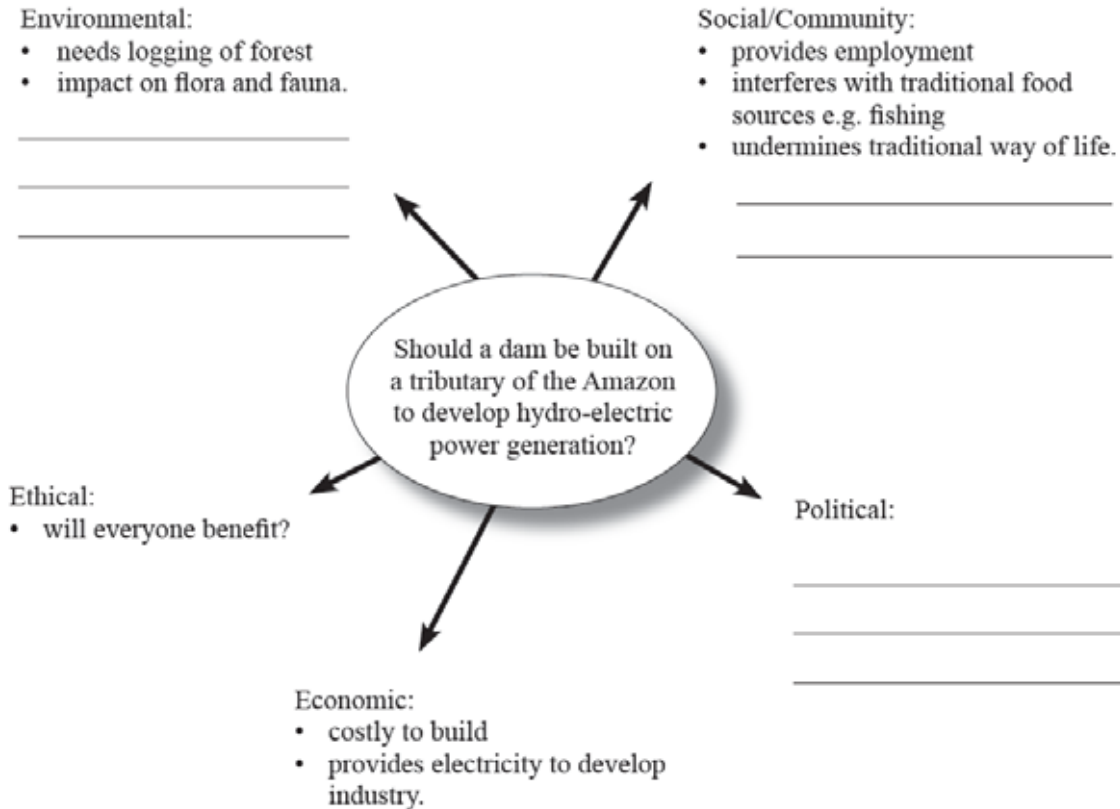 Environmental:
• needs logging of forest
• impact on flora and fauna.
Social/Community:
• provides employment
• interferes with traditional food
sources e.g. fishing
• undermines traditional way of life.
Should a dam be built on
a tributary of the Amazon
to develop hydro-electric
power generation?
Ethical:
• will everyone benefit?
Political:
Economic:
• costly to build
• provides electricity to develop
industry.